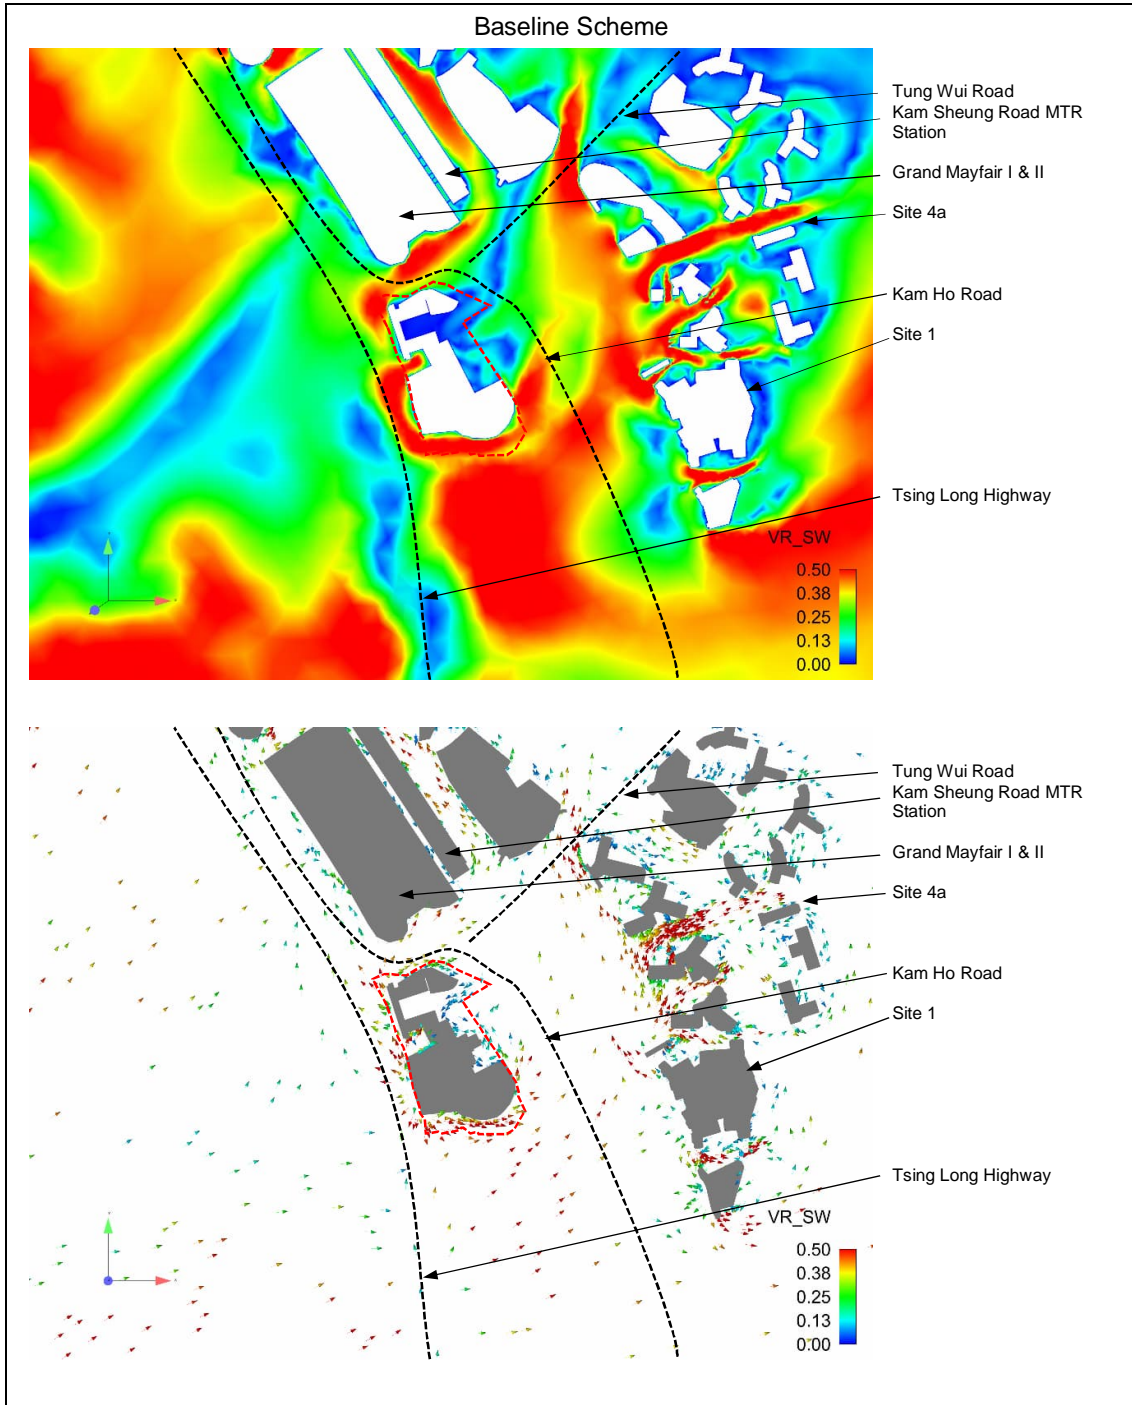 Baseline Scheme
Tung Wui Road
Kam Sheung Road MTR
Station
Grand Mayfair I & II
Site 4a
Kam Ho Road
Site 1
Tsing Long Highway
VR_SW
0.50
0.38
0.25
0.13
0.00
Tung Wui Road
Kam Sheung Road MTR
Station
Grand Mayfair I & II
Site 4a
Kam Ho Road
Site 1
Tsing Long Highway
VR_SW
0.50
0.38
0.25
0.13
0.00